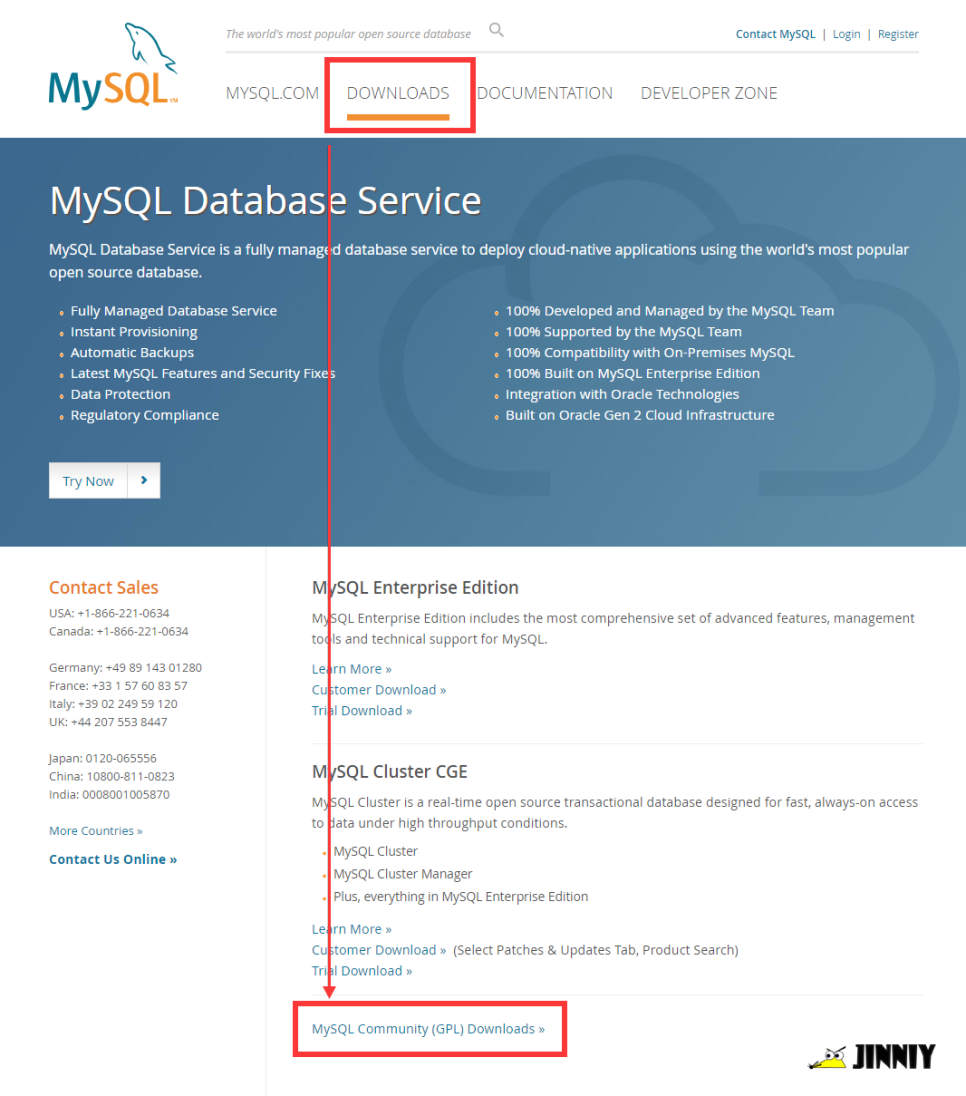 The world's most popular open source database
Contact MySQL | Login | Register
MySQL™
MYSQL.COM DOWNLOADS DOCUMENTATION DEVELOPER ZONE
MySQL Database Service
MySQL Database Service is a fully managed database service to deploy cloud-native applications using the world's most popular
open source database.
Fully Managed Database Service
Instant Provisioning
Automatic Backups
Latest MySQL Features and Security Fixes
Data Protection
Regulatory Compliance
100% Developed and Managed by the MySQL Team
100% Supported by the MySQL Team
100% Compatibility with On-Premises MySQL
100% Built on MySQL Enterprise Edition
Integration with Oracle Technologies
Built on Oracle Gen 2 Cloud Infrastructure
Try Now
Contact Sales
USA: +1-866-221-0634
Canada: +1-866-221-0634
Germany: +49 89 143 01280
France: +33 1 57 60 83 57
Italy: +39 02 249 59 120
UK: +44 207 553 8447
Japan: 0120-065556
China: 10800-811-0823
India: 0008001005870
More Countries »
Contact Us Online »
MySQL Enterprise Edition
MySQL Enterprise Edition includes the most comprehensive set of advanced features, management
tools and technical support for MySQL.
Learn More »
Customer Download »
Trial Download »
MySQL Cluster CGE
MySQL Cluster is a real-time open source transactional database designed for fast, always-on access
to data under high throughput conditions.
MySQL Cluster
MySQL Cluster Manager
Plus, everything in MySQL Enterprise Edition
Learn More »
Customer Download » (Select Patches & Updates Tab, Product Search)
Trial Download »
MySQL Community (GPL) Downloads »
JINNIY